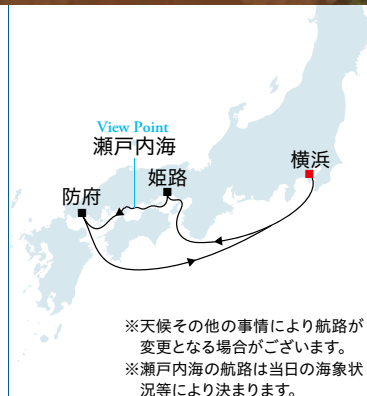 View Point
瀬戸内海
横浜
姫路
防府
※天候その他の事情により航路が
変更となる場合がございます。
※瀬戸内海の航路は当日の海象状
況等により決まります。